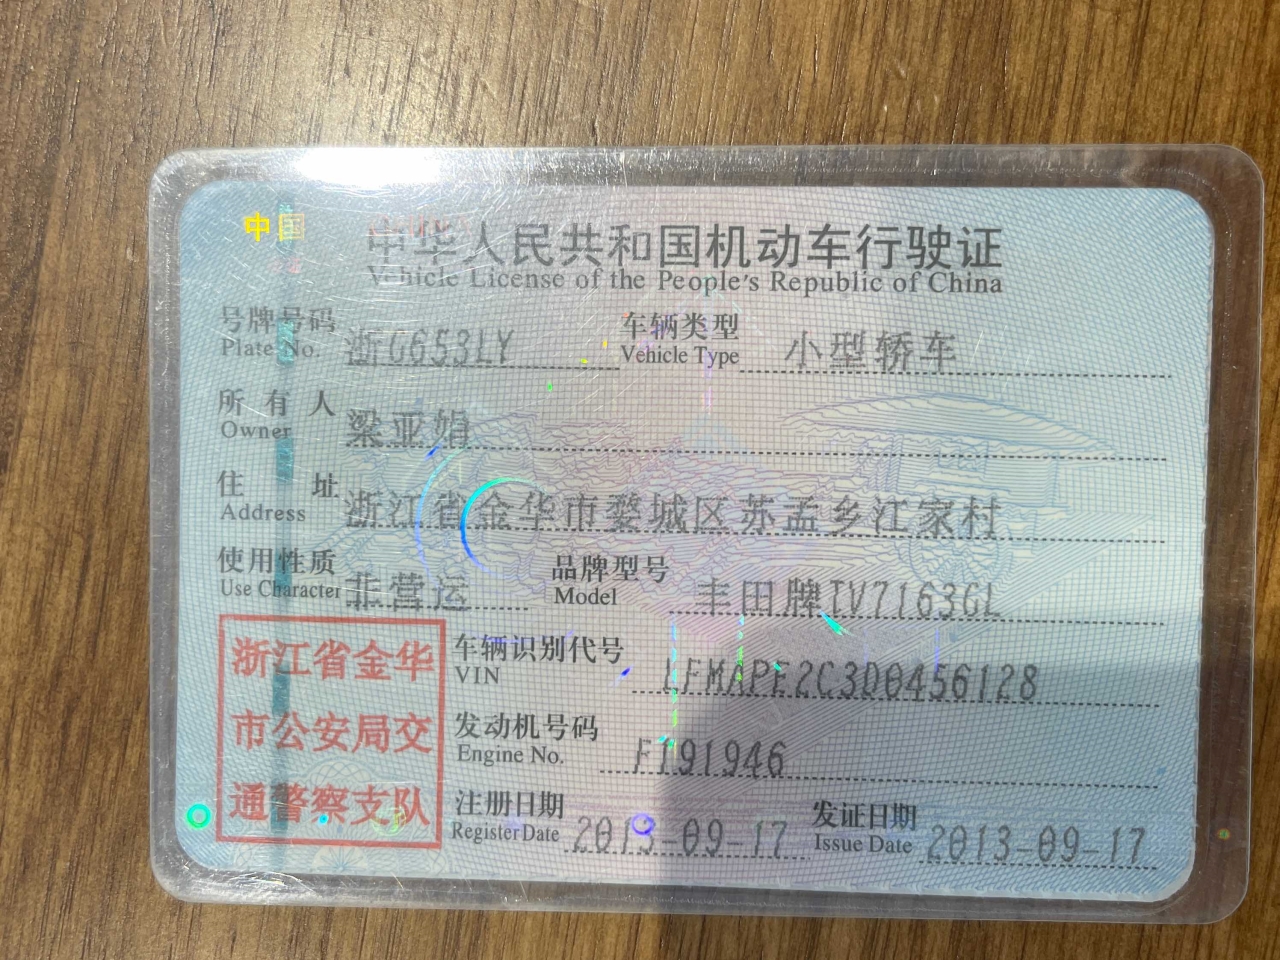 中国
中华人民共和国机动车行驶证
Vehicle License of the People's Republic of China
号牌号码 浙G653LY 车辆类型 小型轿车
Plate No. Vehicle Type
所有人 梁亚娟
Owner
住址 浙江省金华市婺城区苏孟乡江家村
Address
使用性质 非营运 品牌型号 丰田牌TV7163GL
Use Character Model
浙江省金华
市公安局交
通警察支队
车辆识别代号 LFMAPE2C3D0456128
VIN
发动机号码 F191946
Engine No.
注册日期 2013-09-17 发证日期 2013-09-17
Register Date Issue Date